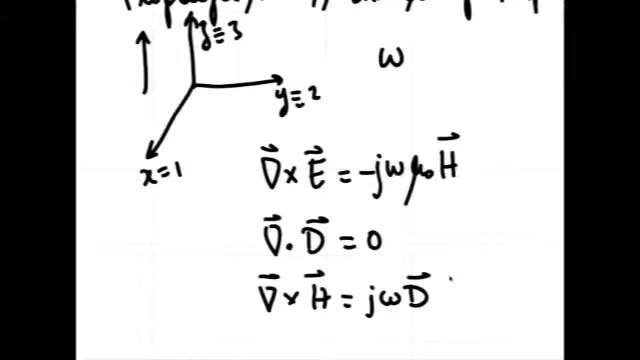 z≡3
ω
y≡2
x=1
∇⃗ × E⃗ = -jωμ₀H⃗
∇⃗ . D⃗ = 0
∇⃗ × H⃗ = jωD⃗